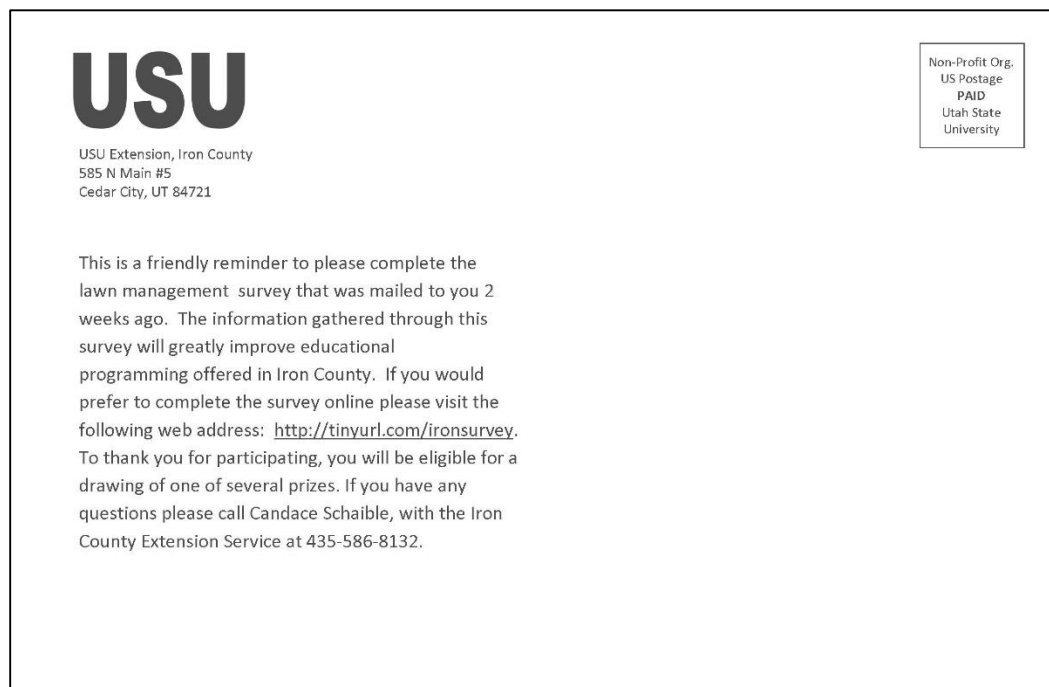 USU
USU Extension, Iron County
585 N Main #5
Cedar City, UT 84721
Non-Profit Org.
US Postage
PAID
Utah State
University
This is a friendly reminder to please complete the
lawn management  survey that was mailed to you 2
weeks ago.  The information gathered through this
survey will greatly improve educational
programming offered in Iron County.  If you would
prefer to complete the survey online please visit the
following web address:  http://tinyurl.com/ironsurvey.
To thank you for participating, you will be eligible for a
drawing of one of several prizes. If you have any
questions please call Candace Schaible, with the Iron
County Extension Service at 435-586-8132.